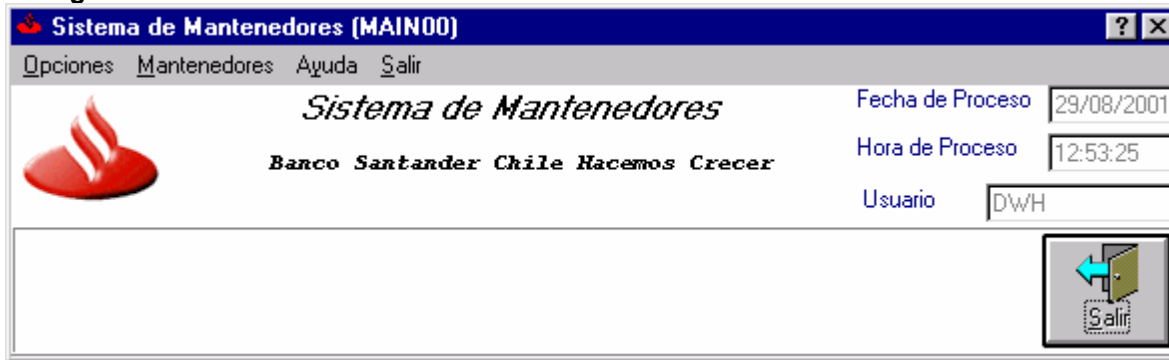 Sistema de Mantenedores (MAIN00)
Opciones Mantenedores Ayuda Salir
Sistema de Mantenedores
Fecha de Proceso 29/08/2001
Banco Santander Chile Hacemos Crecer
Hora de Proceso 12:53:25
Usuario DWH
Salir